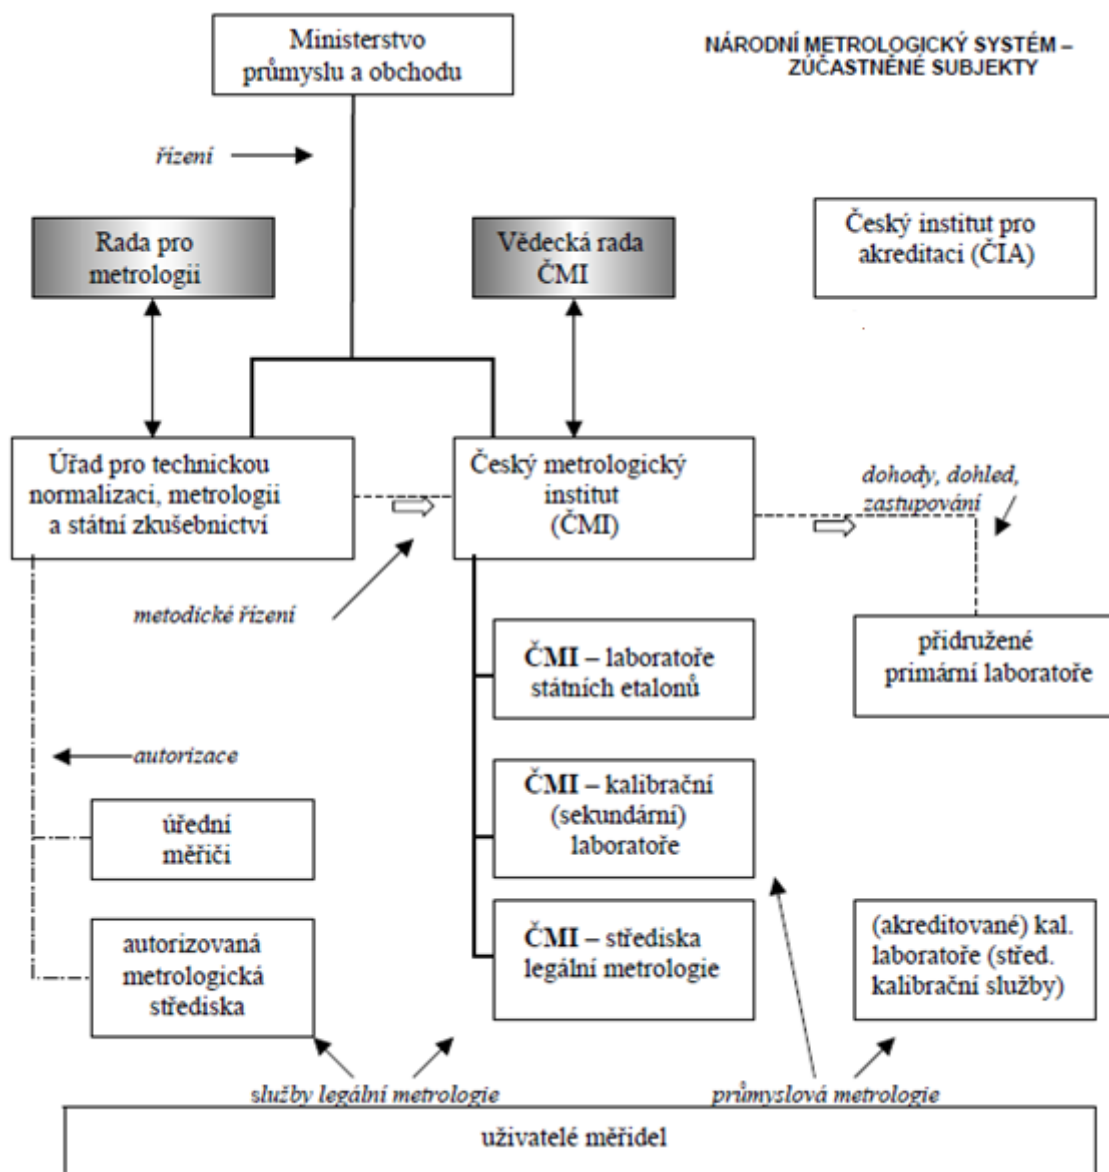 Ministerstvo
průmyslu a obchodu
NÁRODNÍ METROLOGICKÝ SYSTÉM –
ZÚČASTNĚNÉ SUBJEKTY
řízení
Rada pro
metrologii
Vědecká rada
ČMI
Český institut pro
akreditaci (ČIA)
Úřad pro technickou
normalizaci, metrologii
a státní zkušebnictví
Český metrologický
institut
(ČMI)
dohody, dohled,
zastupování
metodické řízení
ČMI – laboratoře
státních etalonů
přidružené
primární laboratoře
autorizace
úřední
měřiči
ČMI – kalibrační
(sekundární)
laboratoře
autorizovaná
metrologická
střediska
ČMI – střediska
legální metrologie
(akreditované) kal.
laboratoře (střed.
kalibrační služby)
služby legální metrologie
průmyslová metrologie
uživatelé měřidel